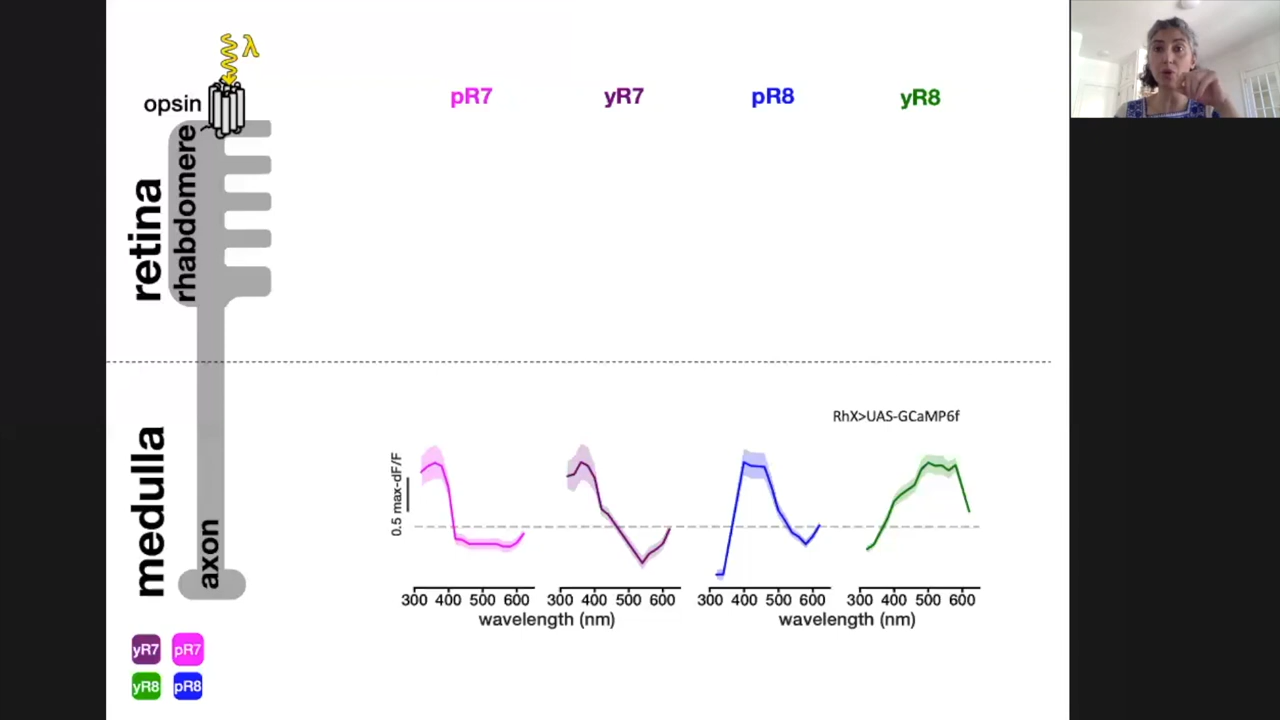 λ
opsin
pR7 yR7 pR8 yR8
retina
rhabdomere
RhX>UAS-GCaMP6f
0.5 max-dF/F
medulla
axon
300 400 500 600 300 400 500 600 300 400 500 600 300 400 500 600
wavelength (nm) wavelength (nm)
yR7 pR7
yR8 pR8